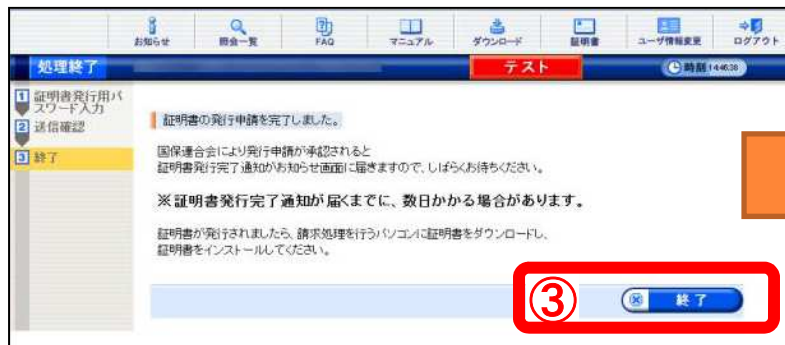 お知らせ
照会一覧
FAQ
マニュアル
ダウンロード
証明書
ユーザ情報変更
ログアウト
処理終了
テスト
時刻 14:46:38
1 証明書発行用パ
スワード入力
2 送信確認
3 終了
証明書の発行申請を完了しました。
国保連合会により発行申請が承認されると
証明書発行完了通知がお知らせ画面に届きますので、しばらくお待ちください。
※証明書発行完了通知が届くまでに、数日かかる場合があります。
証明書が発行されましたら、請求処理を行うパソコンに証明書をダウンロードし、
証明書をインストールしてください。
③
終了